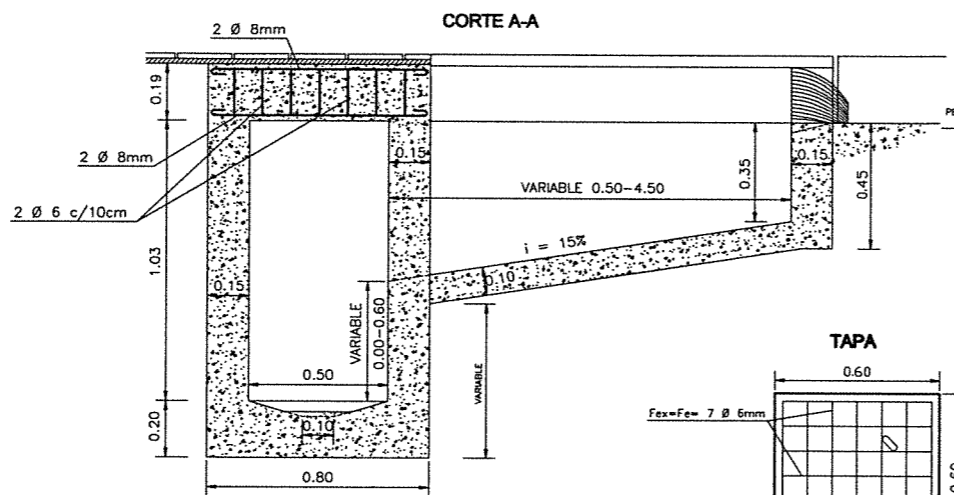 CORTE A-A
2 Ø 8mm
0.19
2 Ø 8mm
0.15
0.15
0.35
0.45
VARIABLE 0.50-4.50
2 Ø 6 c/10cm
1.03
i = 15%
0.10
0.15
VARIABLE
0.00-0.60
VARIABLE
0.50
0.10
0.20
0.80
TAPA
0.60
Fex=Fe= 7 Ø 6mm
0.60